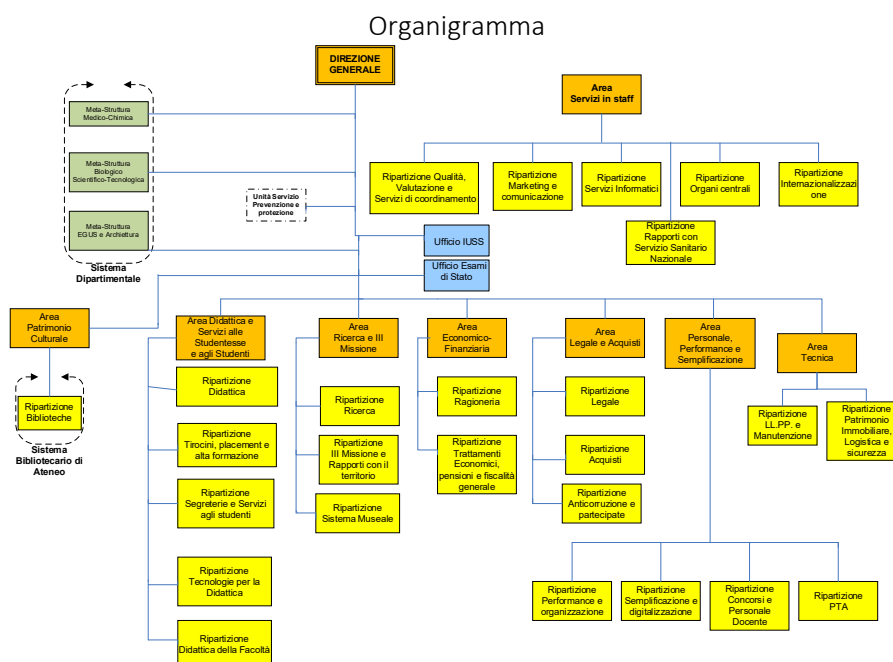 Organigramma
DIREZIONE
GENERALE
Area
Servizi in staff
Meta-Struttura
Medico-Chimica
Meta-Struttura
Biologico
Scientifico-Tecnologica
Meta-Struttura
EGUS e Archiettura
Sistema
Dipartimentale
Unità Servizio
Prevenzione e
protezione
Ripartizione Qualità,
Valutazione e
Servizi di coordinamento
Ripartizione
Marketing e
comunicazione
Ripartizione
Servizi Informatici
Ripartizione
Organi centrali
Ripartizione
Internazionalizzazi
one
Ripartizione
Rapporti con
Servizio Sanitario
Nazionale
Ufficio IUSS
Ufficio Esami
di Stato
Area
Patrimonio
Culturale
Ripartizione
Biblioteche
Sistema
Bibliotecario di
Ateneo
Area Didattica e
Servizi alle
Studentesse
e agli Studenti
Ripartizione
Didattica
Ripartizione
Tirocini, placement e
alta formazione
Ripartizione
Segreterie e Servizi
agli studenti
Ripartizione
Tecnologie per la
Didattica
Ripartizione
Didattica della Facoltà
Area
Ricerca e III
Missione
Ripartizione
Ricerca
Ripartizione
III Missione e
Rapporti con il
territorio
Ripartizione
Sistema Museale
Area
Economico-
Finanziaria
Ripartizione
Ragioneria
Ripartizione
Trattamenti
Economici,
pensioni e fiscalità
generale
Area
Legale e Acquisti
Ripartizione
Legale
Ripartizione
Acquisti
Ripartizione
Anticorruzione e
partecipate
Area
Personale,
Performance e
Semplificazione
Ripartizione
Performance e
organizzazione
Ripartizione
Semplificazione e
digitalizzazione
Ripartizione
Concorsi e
Personale
Docente
Ripartizione
PTA
Area
Tecnica
Ripartizione
LL.PP. e
Manutenzione
Ripartizione
Patrimonio
Immobiliare,
Logistica e
sicurezza